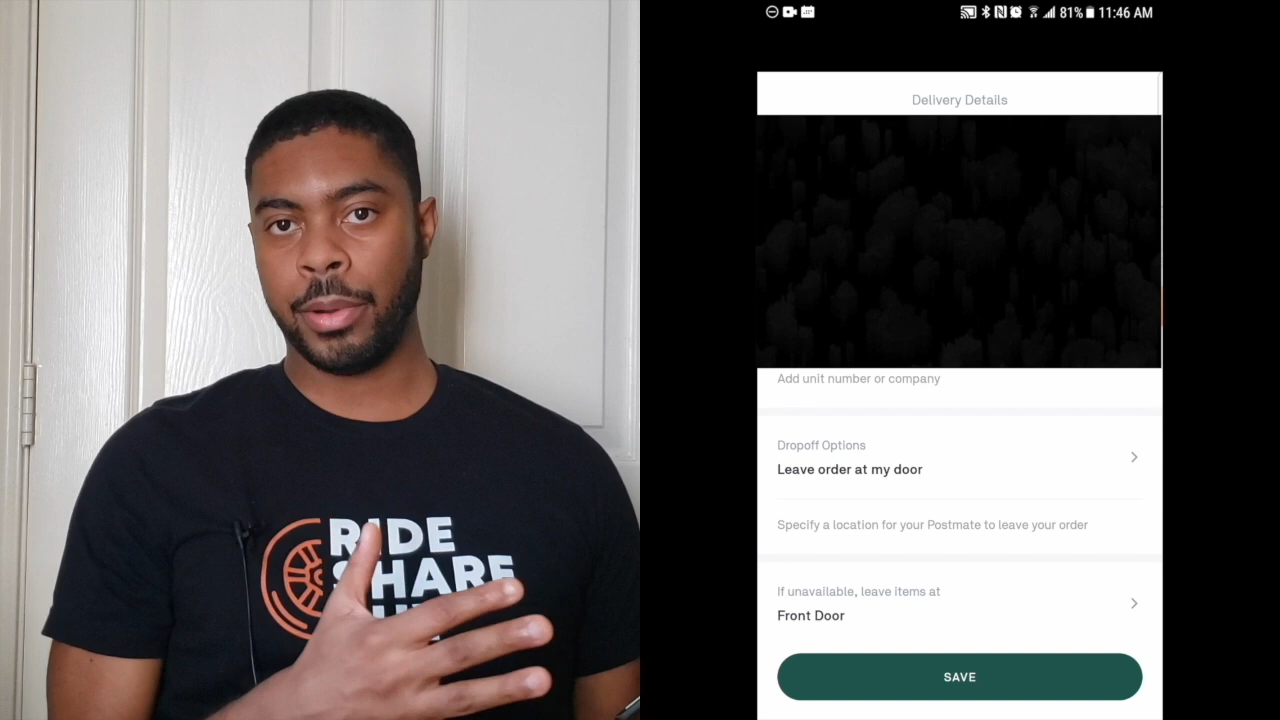 RIDE
SHARE
81%
11:46 AM
Delivery Details
Add unit number or company
Dropoff Options
Leave order at my door
Specify a location for your Postmate to leave your order
If unavailable, leave items at
Front Door
SAVE